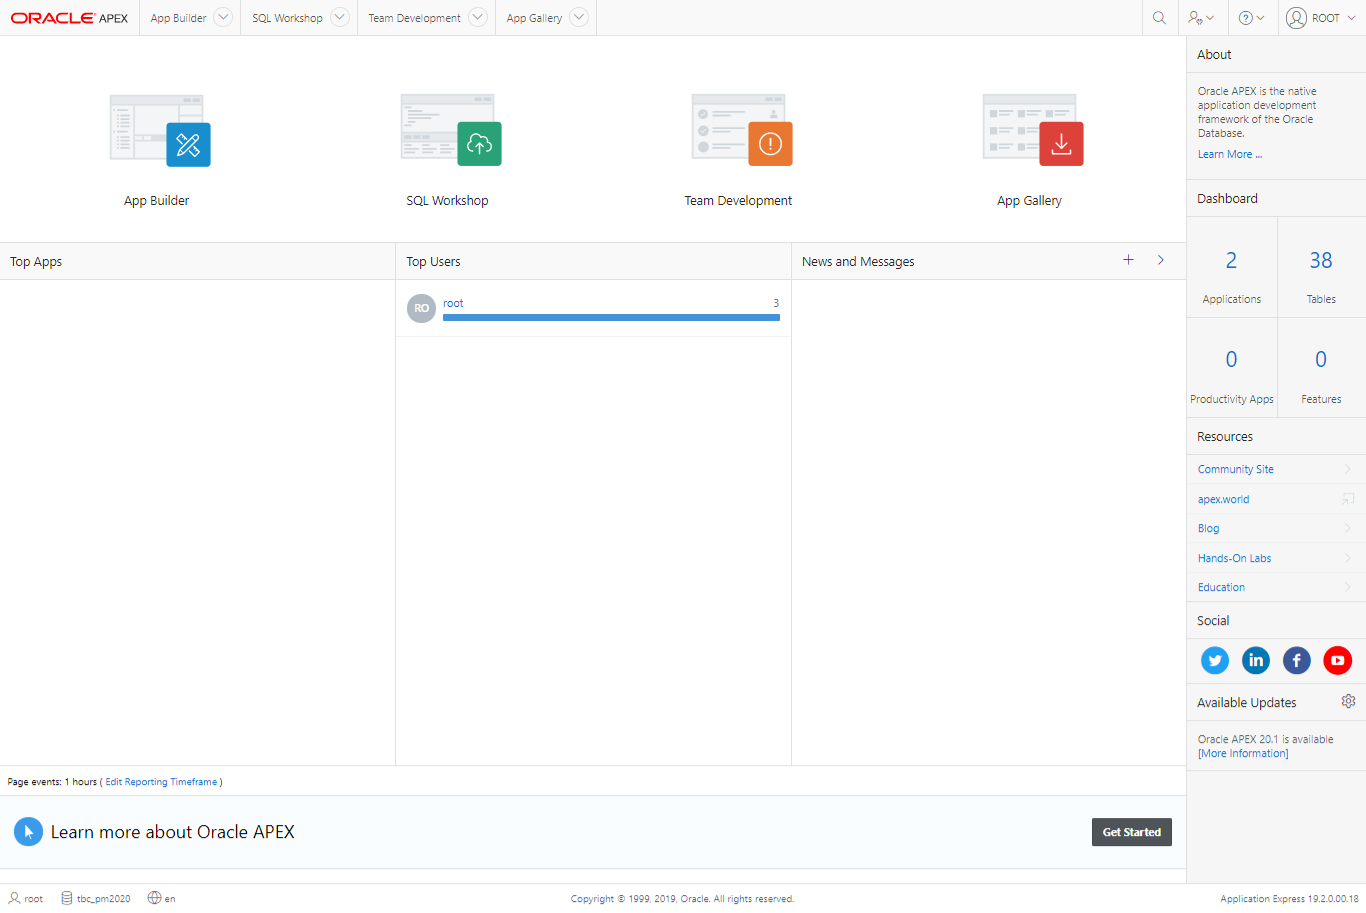 ORACLE APEX
App Builder
SQL Workshop
Team Development
App Gallery
ROOT
App Builder
SQL Workshop
Team Development
App Gallery
Top Apps
Top Users
News and Messages
RO
root
3
Page events: 1 hours ( Edit Reporting Timeframe )
Learn more about Oracle APEX
Get Started
About
Oracle APEX is the native
application development
framework of the Oracle
Database.
Learn More ...
Dashboard
2
Applications
38
Tables
0
Productivity Apps
0
Features
Resources
Community Site
apex.world
Blog
Hands-On Labs
Education
Social
in
f
Available Updates
Oracle APEX 20.1 is available
[More Information]
root
tbc_pm2020
en
Copyright © 1999, 2019, Oracle. All rights reserved.
Application Express 19.2.0.00.18